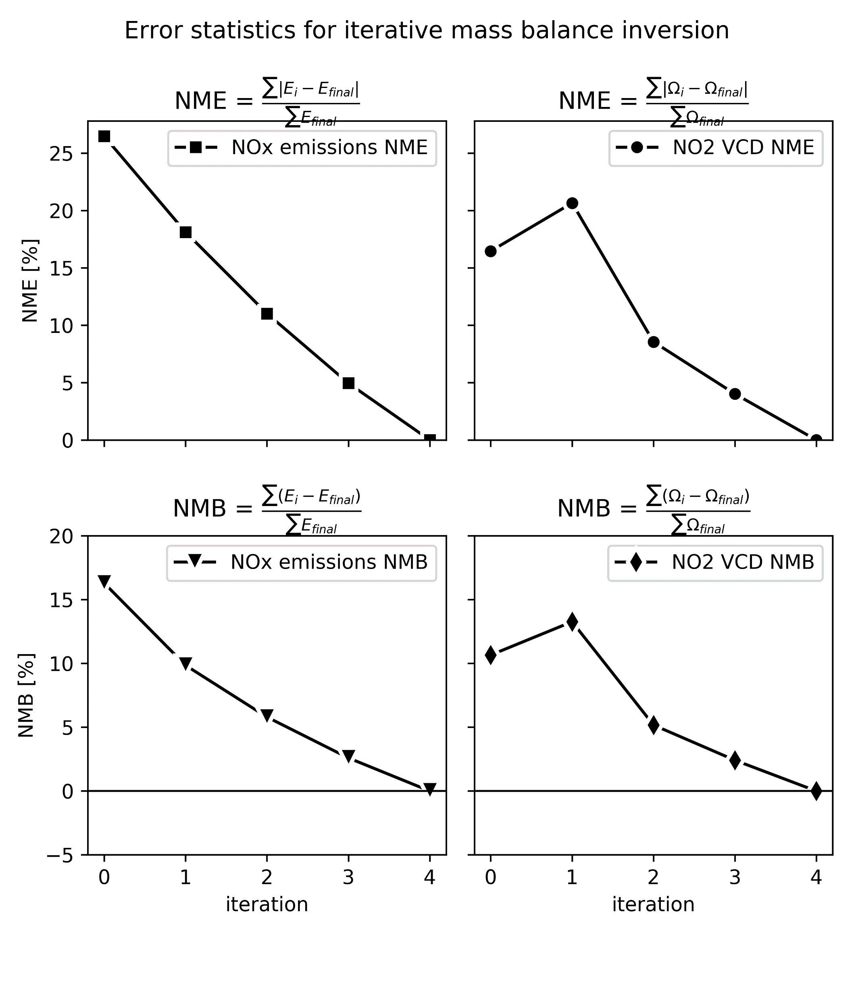 Error statistics for iterative mass balance inversion
NME = ∑|E_i − E_final| / ∑E_final
NME = ∑|Ω_i − Ω_final| / ∑Ω_final
NOx emissions NME
NO2 VCD NME
NME [%]
25
20
15
10
5
0
NMB = ∑(E_i − E_final) / ∑E_final
NMB = ∑(Ω_i − Ω_final) / ∑Ω_final
NOx emissions NMB
NO2 VCD NMB
NMB [%]
20
15
10
5
0
−5
0 1 2 3 4
0 1 2 3 4
iteration
iteration